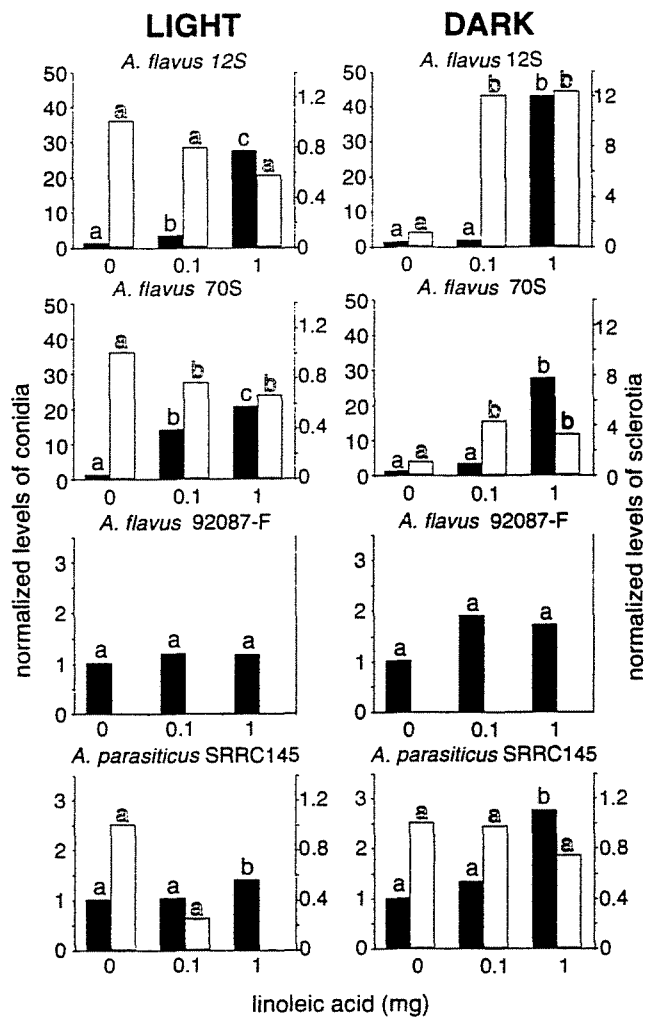 LIGHT DARK
A. flavus 12S A. flavus 12S
50 50
40 1.2 40 12
30 0.8 30 8
20 0.4 20 4
10 10
0 0 0 0
a a b a c a a a a b b b
0 0.1 1 0 0.1 1
A. flavus 70S A. flavus 70S
50 50
40 1.2 40 12
30 0.8 30 8
20 0.4 20 4
10 10
0 0 0 0
a a b b c b a a a b b b
0 0.1 1 0 0.1 1
A. flavus 92087-F A. flavus 92087-F
3 3
2 2
1 1
0 0
a a a a a a
0 0.1 1 0 0.1 1
A. parasiticus SRRC145 A. parasiticus SRRC145
3 1.2 3 1.2
2 0.8 2 0.8
1 0.4 1 0.4
0 0 0 0
a a a a b a a a a b a
0 0.1 1 0 0.1 1
normalized levels of conidia
normalized levels of sclerotia
linoleic acid (mg)